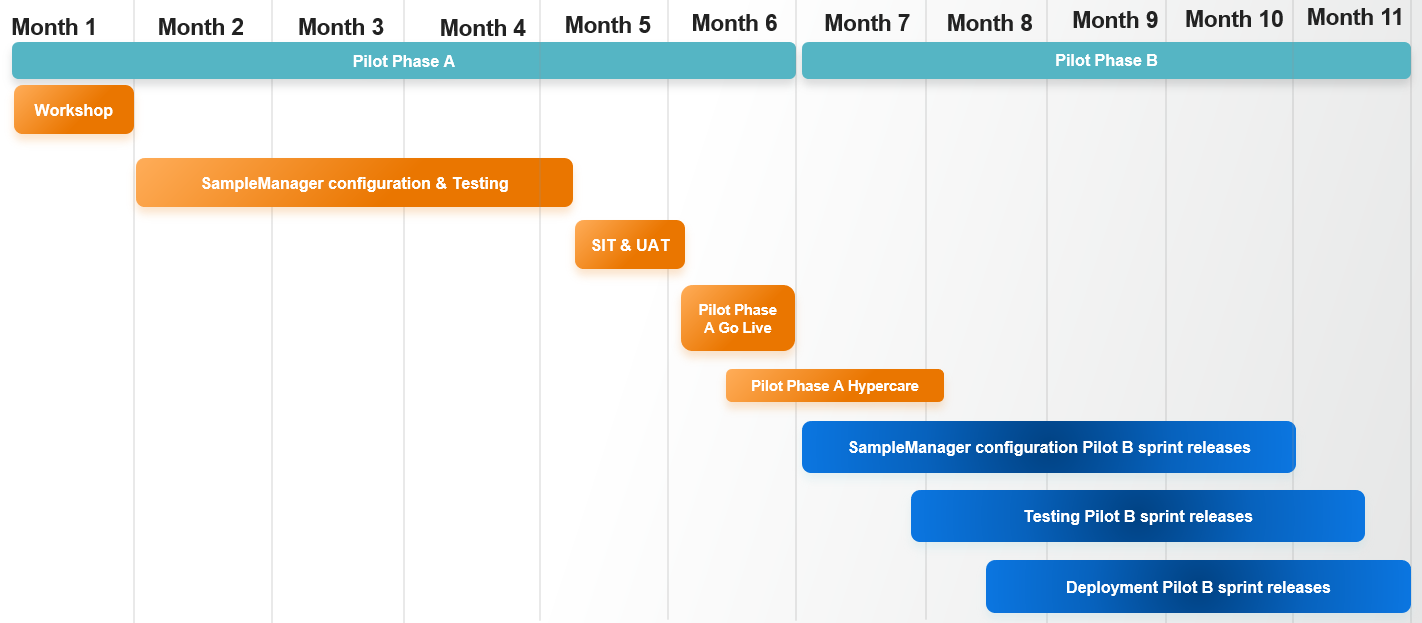 Month 1
Month 2
Month 3
Month 4
Month 5
Month 6
Month 7
Month 8
Month 9
Month 10
Month 11
Pilot Phase A
Pilot Phase B
Workshop
SampleManager configuration & Testing
SIT & UAT
Pilot Phase
A Go Live
Pilot Phase A Hypercare
SampleManager configuration Pilot B sprint releases
Testing Pilot B sprint releases
Deployment Pilot B sprint releases